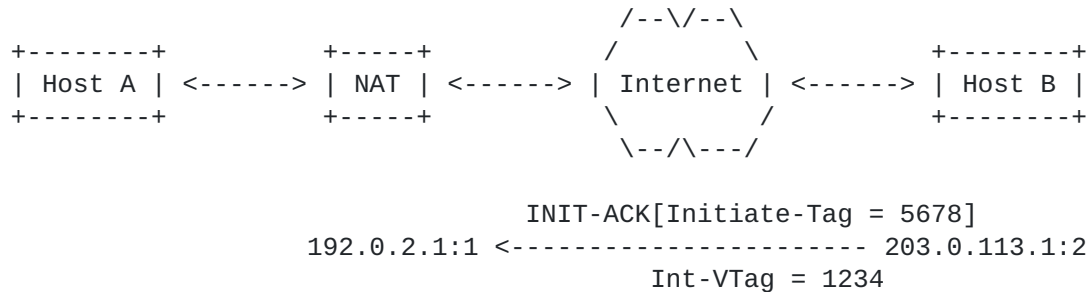 /--\/--\
+--------+          +-----+           /        \           +--------+
| Host A | <------> | NAT | <------> | Internet | <------> | Host B |
+--------+          +-----+           \         /          +--------+
                                        \--/\---/
INIT-ACK[Initiate-Tag = 5678]
192.0.2.1:1 <----------------------- 203.0.113.1:2
Int-VTag = 1234